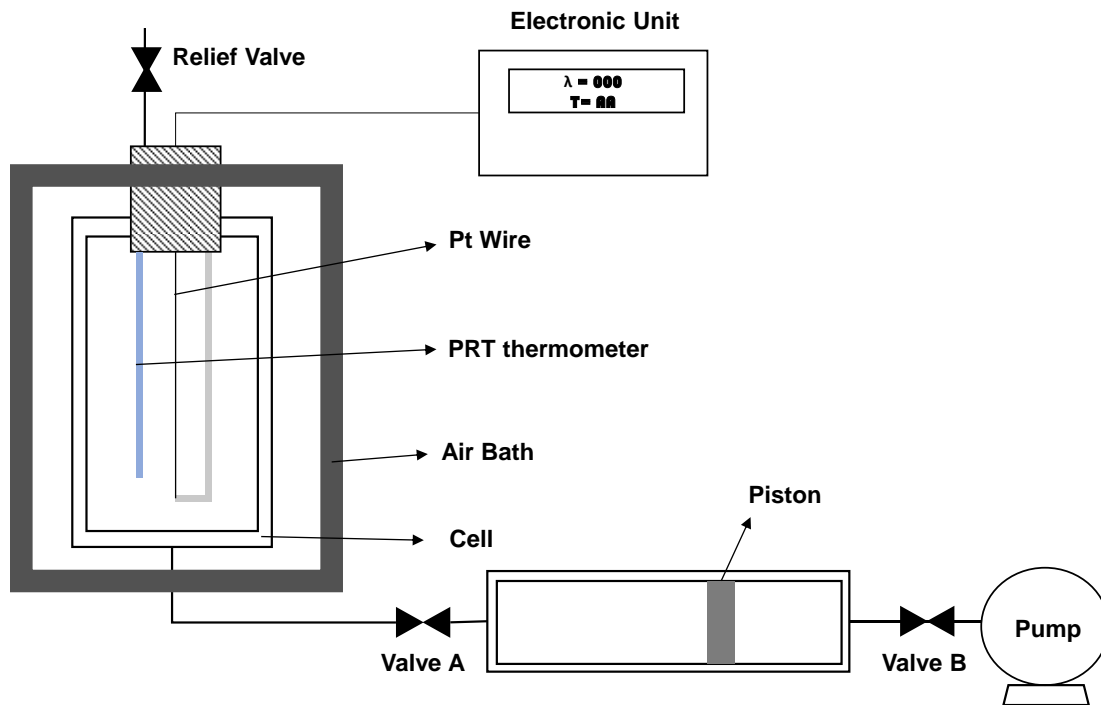 Electronic Unit
Relief Valve
λ = 000
T= AA
Pt Wire
PRT thermometer
Air Bath
Piston
Cell
Pump
Valve A
Valve B